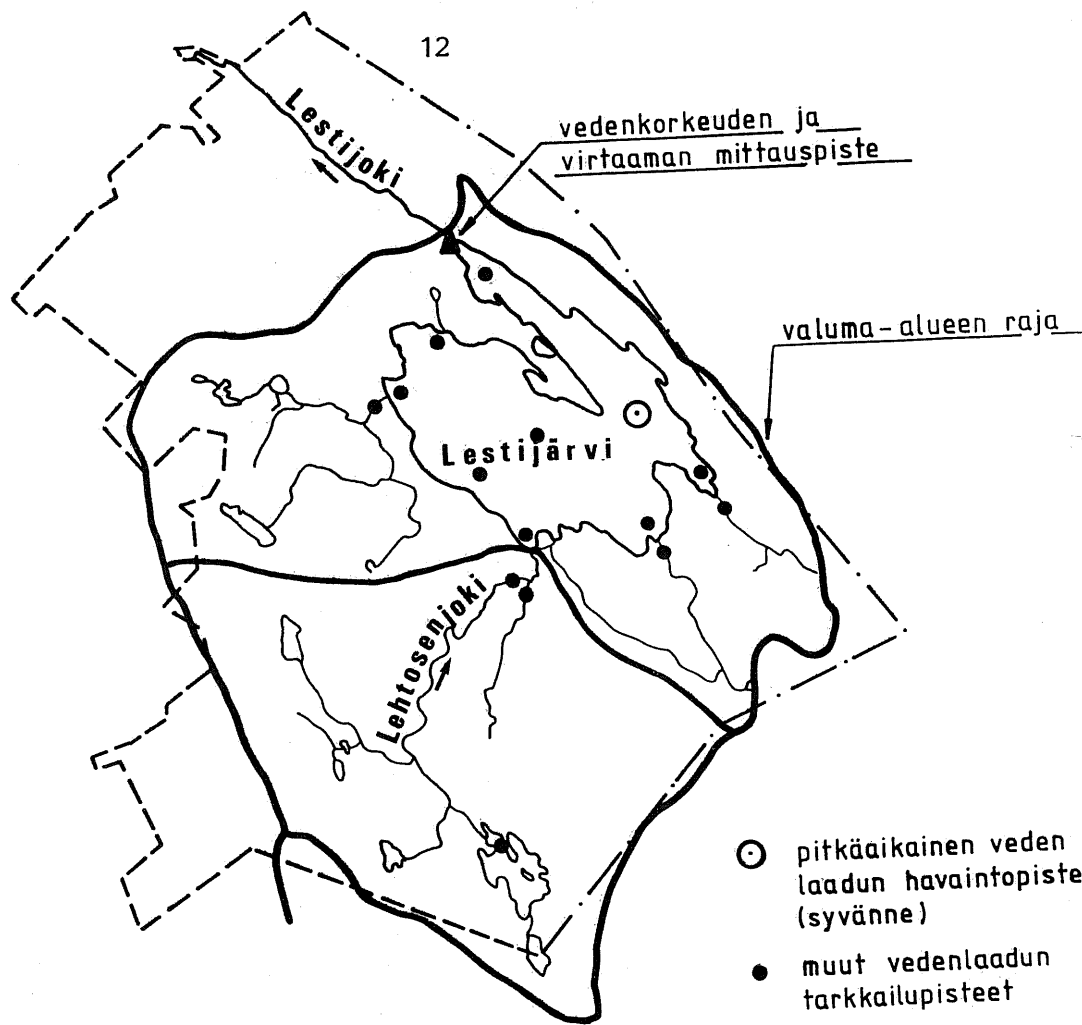 12
Lestijoki
vedenkorkeuden ja
virtaaman mittauspiste
valuma-alueen raja
Lestijärvi
Lehtosenjoki
pitkäaikainen veden
laadun havaintopiste
(syvänne)
muut vedenlaadun
tarkkailupisteet